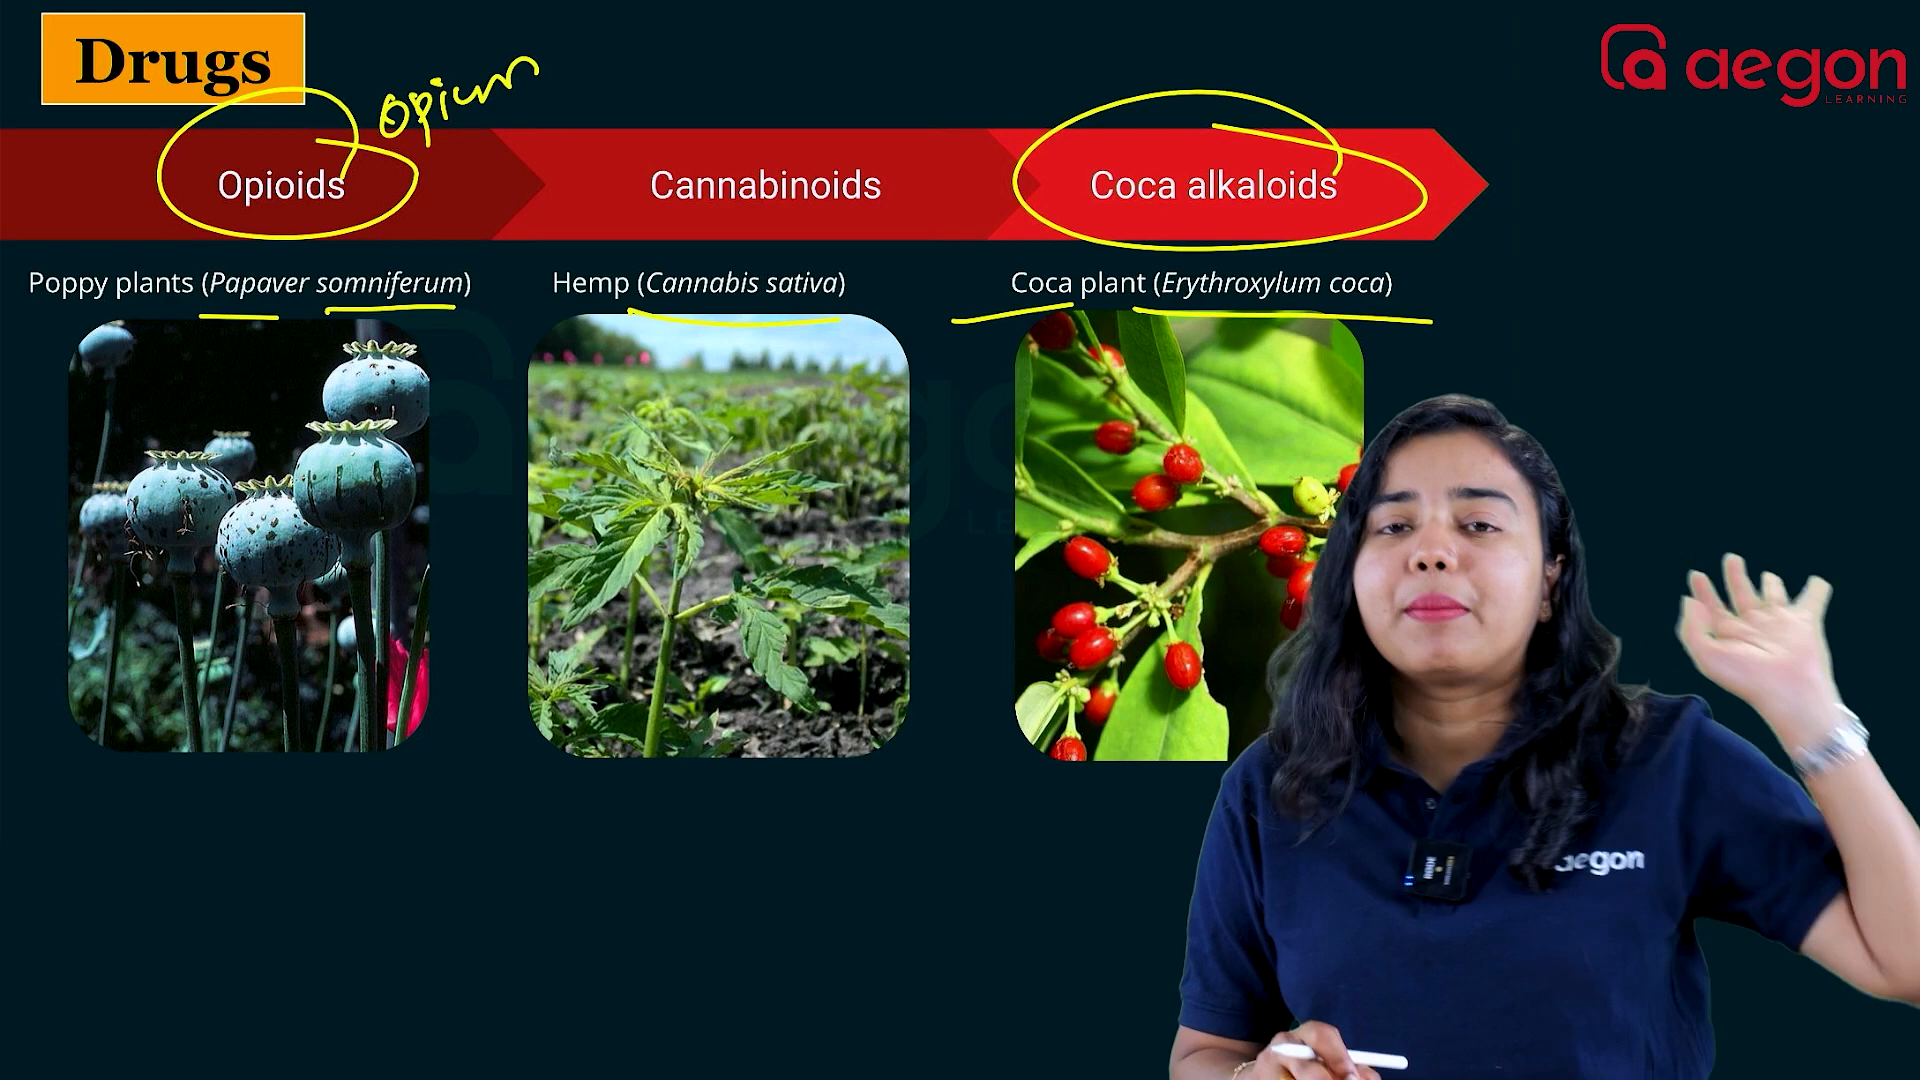 Drugs
opium
aegon
LEARNING
Opioids
Cannabinoids
Coca alkaloids
Poppy plants (Papaver somniferum)
Hemp (Cannabis sativa)
Coca plant (Erythroxylum coca)
RODE
aegon